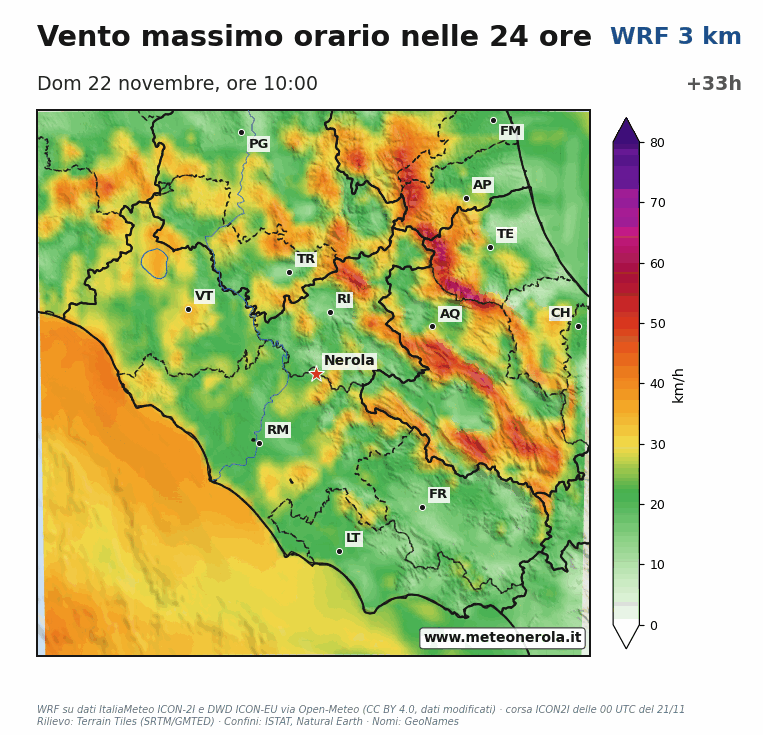 Vento massimo orario nelle 24 ore WRF 3 km
Dom 22 novembre, ore 10:00 +33h
FM
PG
AP
TE
TR
VT
RI
AQ
CH
Nerola
RM
FR
LT
www.meteonerola.it
80
70
60
50
40
30
20
10
0
km/h
WRF su dati ItaliaMeteo ICON-2I e DWD ICON-EU via Open-Meteo (CC BY 4.0, dati modificati) · corsa ICON2I delle 00 UTC del 21/11
Rilievo: Terrain Tiles (SRTM/GMTED) · Confini: ISTAT, Natural Earth · Nomi: GeoNames